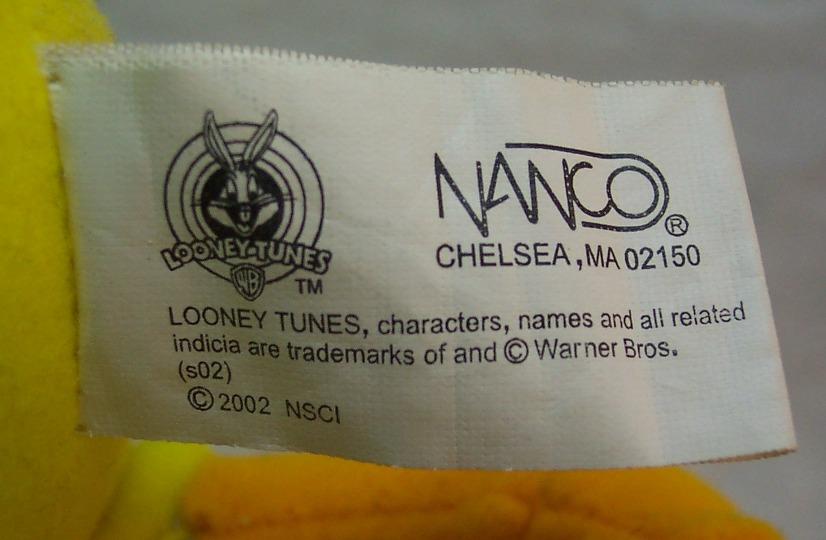 LOONEY TUNES
WB
TM
NANCO®
CHELSEA, MA 02150
LOONEY TUNES, characters, names and all related
indicia are trademarks of and © Warner Bros.
(s02)
© 2002 NSCI